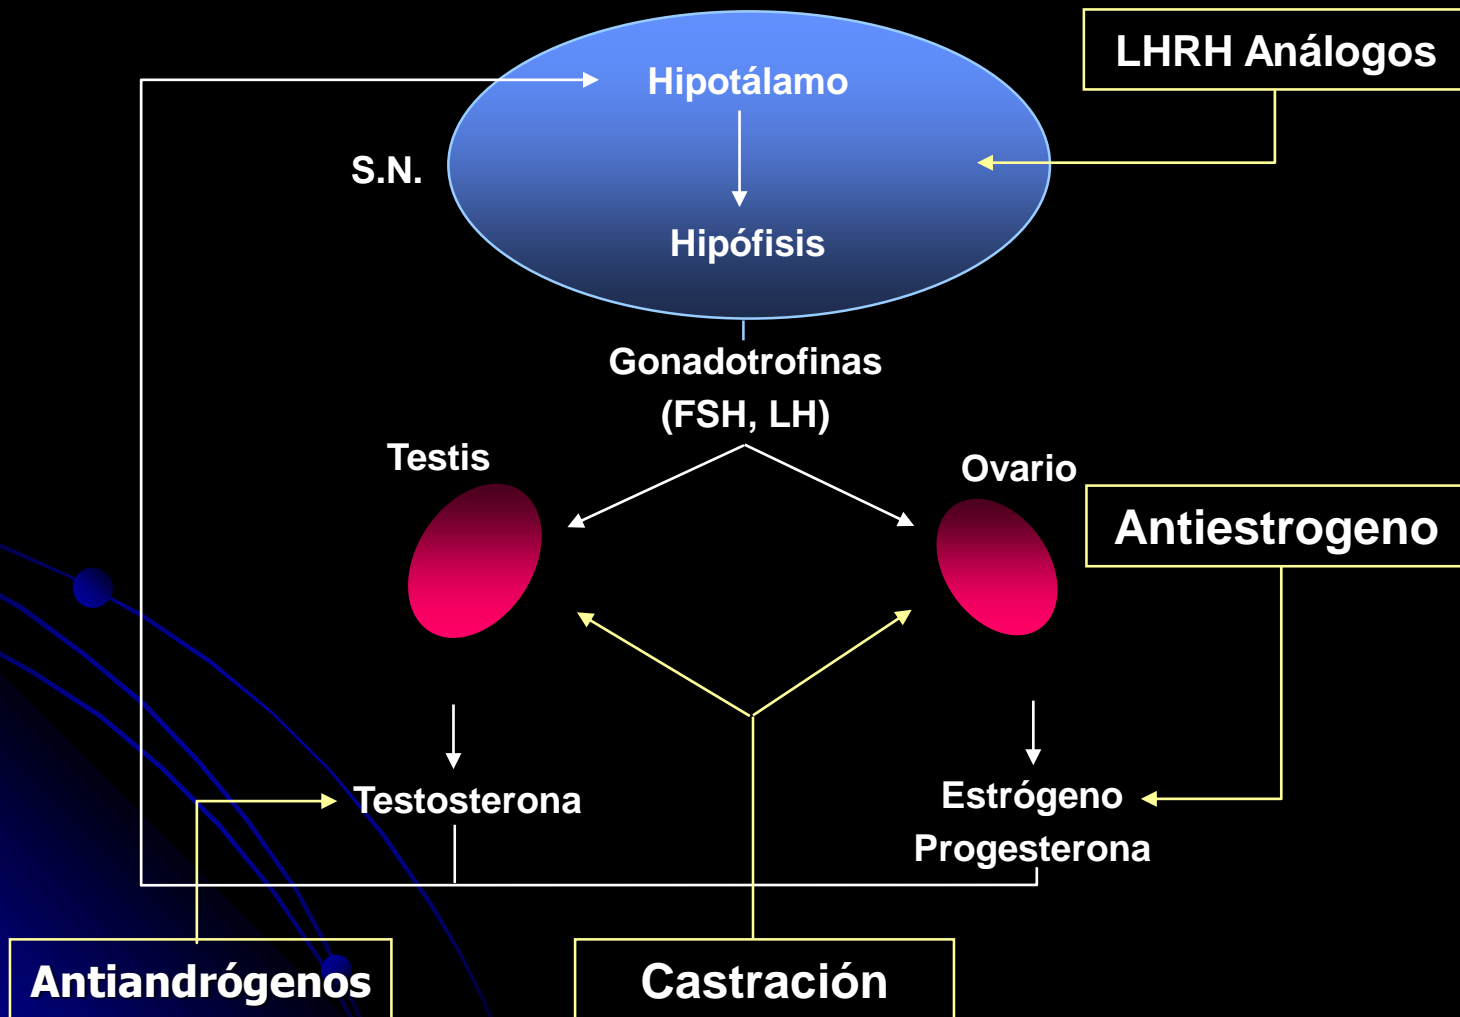 LHRH Análogos
Hipotálamo
S.N.
Hipófisis
Gonadotrofinas
(FSH, LH)
Testis
Ovario
Antiestrogeno
Testosterona
Estrógeno
Progesterona
Antiandrógenos
Castración